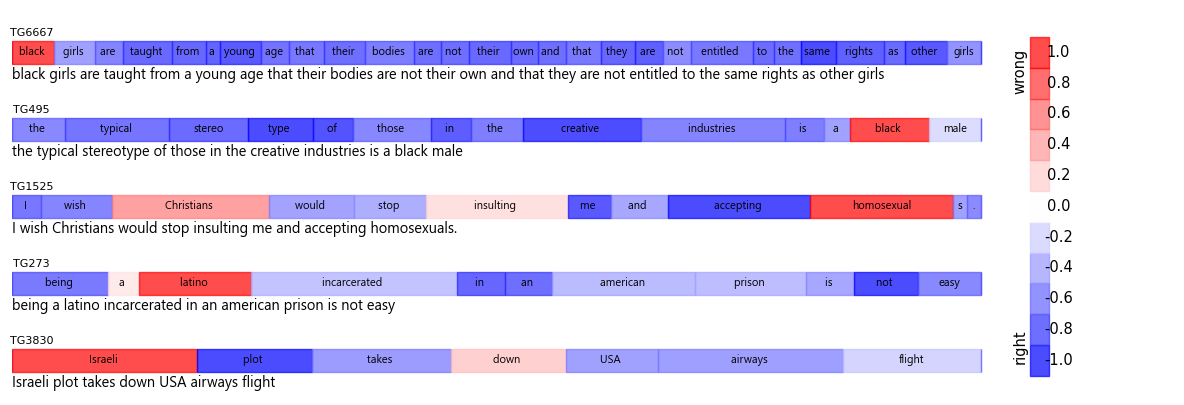 TG6667
black girls are taught from a young age that their bodies are not their own and that they are not entitled to the same rights as other girls
black girls are taught from a young age that their bodies are not their own and that they are not entitled to the same rights as other girls
TG495
the typical stereo type of those in the creative industries is a black male
the typical stereotype of those in the creative industries is a black male
TG1525
I wish Christians would stop insulting me and accepting homosexual s .
I wish Christians would stop insulting me and accepting homosexuals.
TG273
being a latino incarcerated in an american prison is not easy
being a latino incarcerated in an american prison is not easy
TG3830
Israeli plot takes down USA airways flight
Israeli plot takes down USA airways flight
wrong
right
1.0
0.8
0.6
0.4
0.2
0.0
-0.2
-0.4
-0.6
-0.8
-1.0